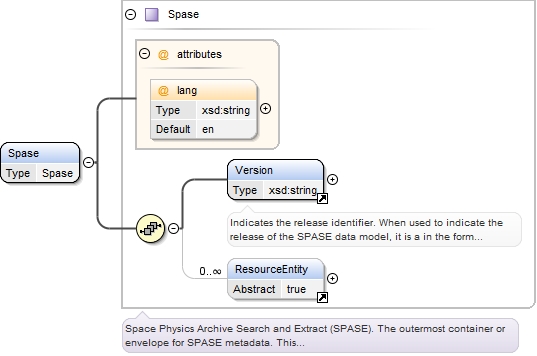 Spase
@ attributes
@ lang
Type xsd:string
Default en
Spase
Type Spase
Version
Type xsd:string
Indicates the release identifier. When used to indicate the
release of the SPASE data model, it is a in the form...
0..∞
ResourceEntity
Abstract true
Space Physics Archive Search and Extract (SPASE). The outermost container or
envelope for SPASE metadata. This...